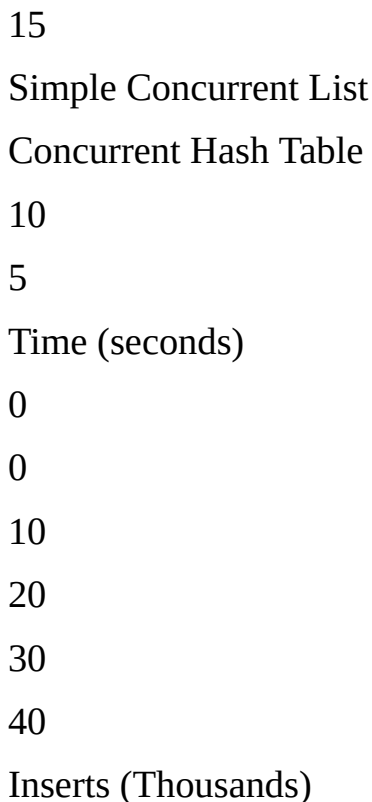 15
Simple Concurrent List
Concurrent Hash Table
10
5
Time (seconds)
0
0
10
20
30
40
Inserts (Thousands)